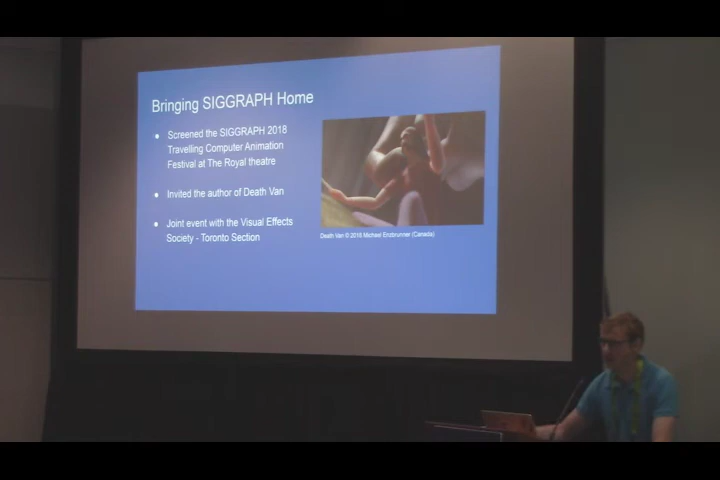 Bringing SIGGRAPH Home
Screened the SIGGRAPH 2018
Travelling Computer Animation
Festival at The Royal theatre
Invited the author of Death Van
Joint event with the Visual Effects
Society - Toronto Section
Death Van © 2018 Michael Enzbrunner (Canada)